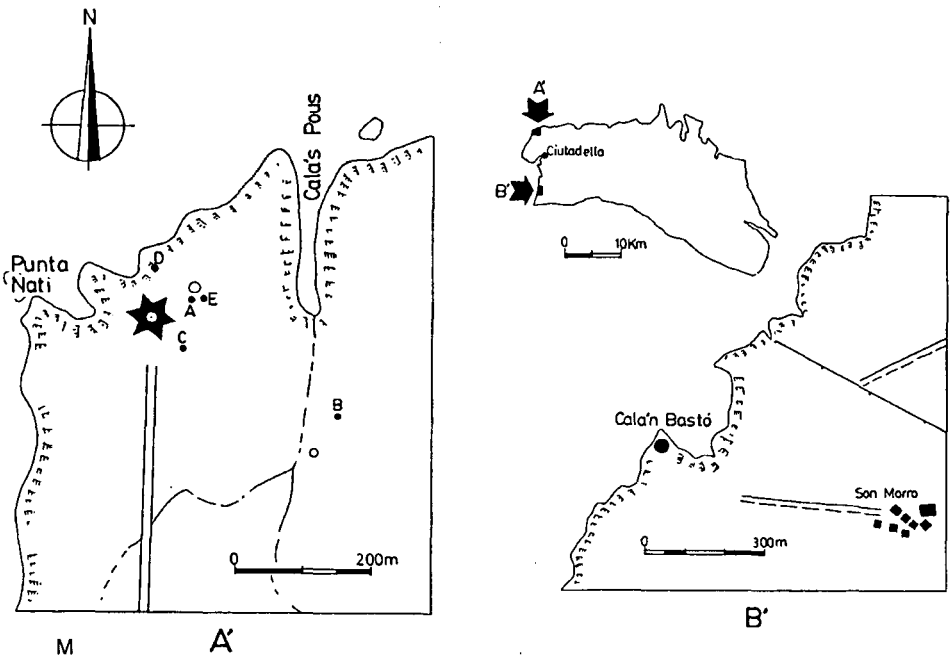 N
Cala's Pous
Punta
Nati
D
A
E
C
B
0 200m
M
A'
A'
Ciutadella
B'
0 10Km
Cala'n Bastó
Son Morro
0 300m
B'